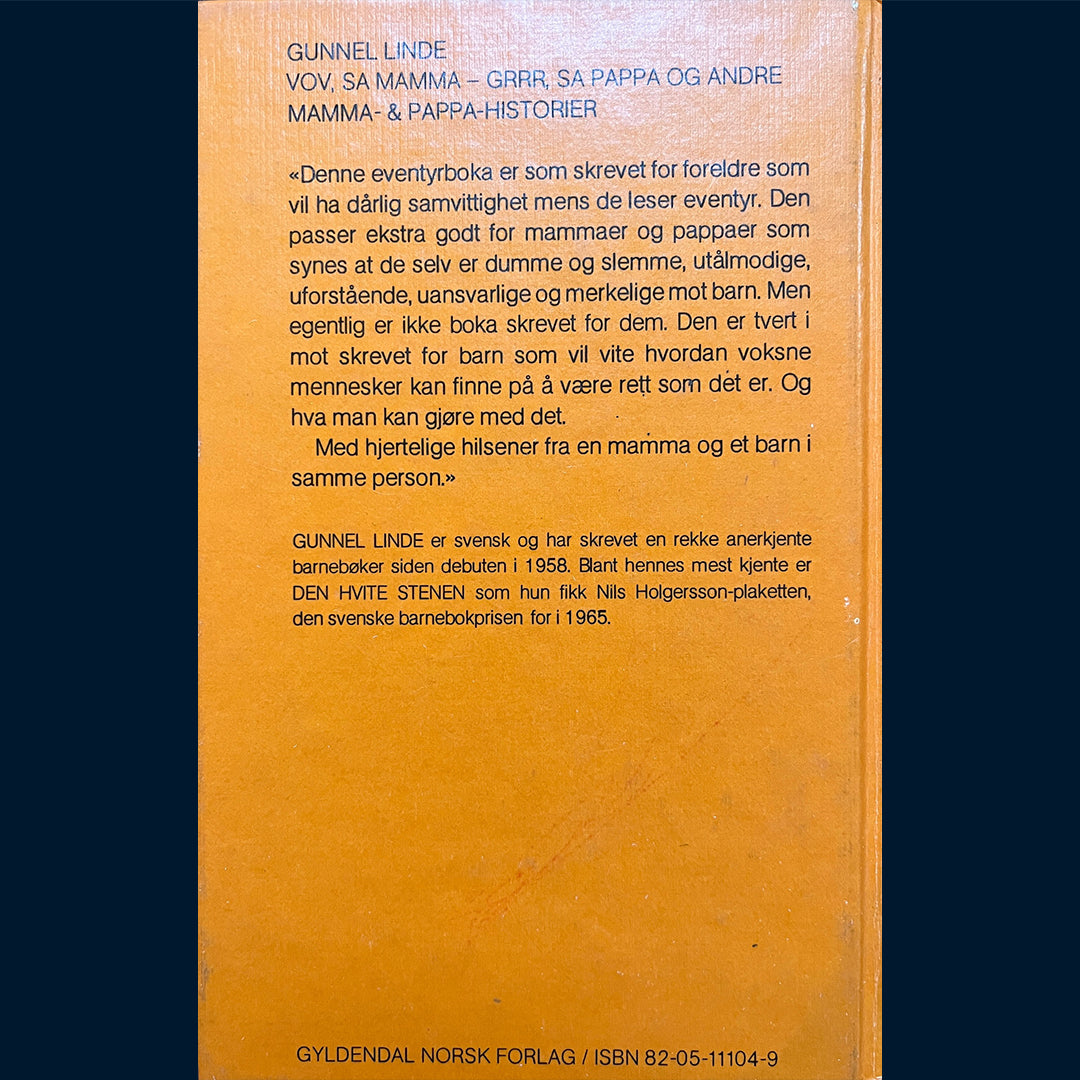 GUNNEL LINDE
VOV, SA MAMMA – GRRR, SA PAPPA OG ANDRE
MAMMA- & PAPPA-HISTORIER
«Denne eventyrboka er som skrevet for foreldre som
vil ha dårlig samvittighet mens de leser eventyr. Den
passer ekstra godt for mammaer og pappaer som
synes at de selv er dumme og slemme, utålmodige,
uforstående, uansvarlige og merkelige mot barn. Men
egentlig er ikke boka skrevet for dem. Den er tvert i
mot skrevet for barn som vil vite hvordan voksne
mennesker kan finne på å være rett som det er. Og
hva man kan gjøre med det.
Med hjertelige hilsener fra en mamma og et barn i
samme person.»
GUNNEL LINDE er svensk og har skrevet en rekke anerkjente
barnebøker siden debuten i 1958. Blant hennes mest kjente er
DEN HVITE STENEN som hun fikk Nils Holgersson-plaketten,
den svenske barnebokprisen for i 1965.
GYLDENDAL NORSK FORLAG / ISBN 82-05-11104-9